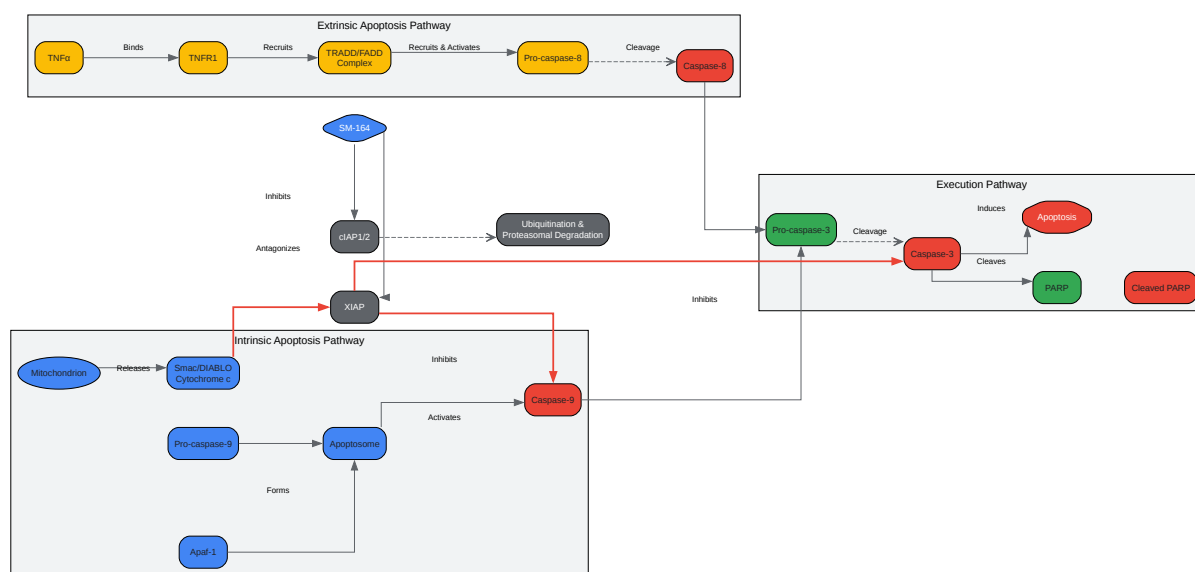 Extrinsic Apoptosis Pathway
TNFα
Binds
TNFR1
Recruits
TRADD/FADD
Complex
Recruits & Activates
Pro-caspase-8
Cleavage
Caspase-8
SM-164
Inhibits
cIAP1/2
Ubiquitination &
Proteasomal Degradation
Antagonizes
XIAP
Inhibits
Execution Pathway
Induces
Apoptosis
Pro-caspase-3
Cleavage
Caspase-3
Cleaves
PARP
Cleaved PARP
Intrinsic Apoptosis Pathway
Mitochondrion
Releases
Smac/DIABLO
Cytochrome c
Inhibits
Caspase-9
Activates
Pro-caspase-9
Apoptosome
Forms
Apaf-1